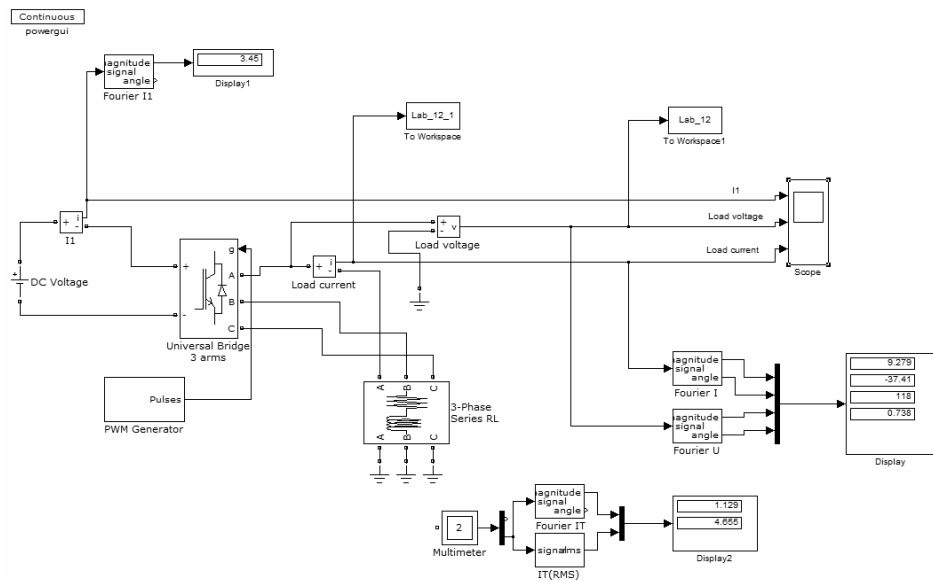 Continuous
powergui
agnitude
signal
angle
Fourier I1
3.45
Display1
Lab_12_1
To Workspace
Lab_12
To Workspace1
I1
Load voltage
Load current
Scope
+
i
-
I1
+
-
v
Load voltage
+
i
-
Load current
+
DC Voltage
g
+
A
B
-
C
Universal Bridge
3 arms
Pulses
PWM Generator
A
B
C
A
B
C
3-Phase
Series RL
agnitude
signal
angle
Fourier I
agnitude
signal
angle
Fourier U
9.279
-37.41
118
0.738
Display
2
Multimeter
agnitude
signal
angle
Fourier IT
signal
rms
IT(RMS)
1.129
4.655
Display2